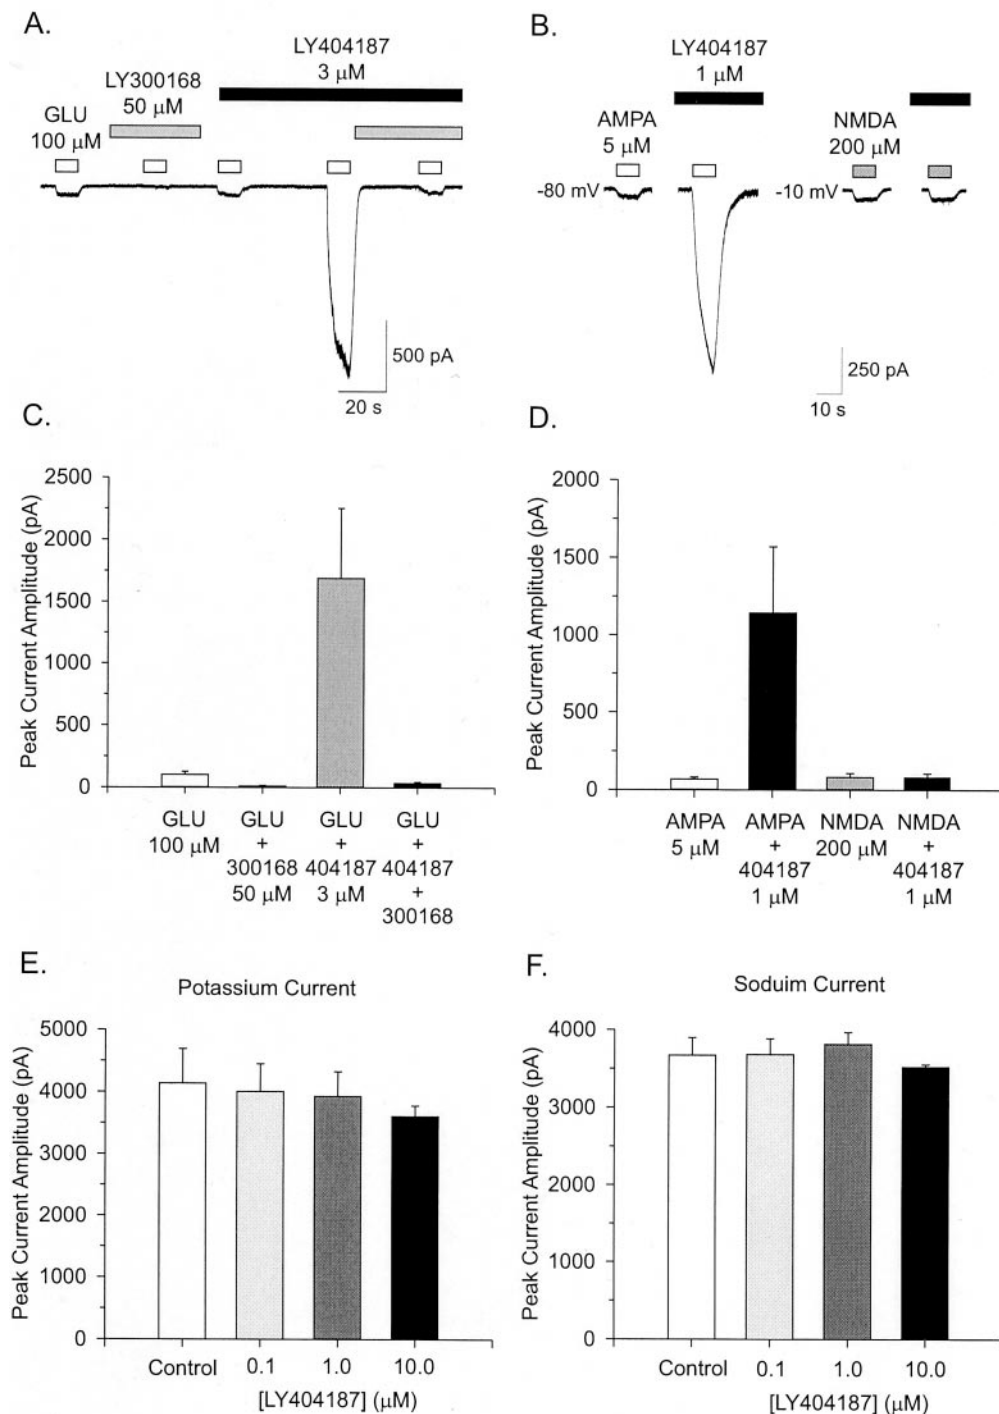 A.
LY404187
3 μM
LY300168
50 μM
GLU
100 μM
500 pA
20 s
B.
LY404187
1 μM
AMPA
5 μM
NMDA
200 μM
-80 mV
-10 mV
250 pA
10 s
C.
Peak Current Amplitude (pA)
2500
2000
1500
1000
500
0
GLU
100 μM
GLU
+
300168
50 μM
GLU
+
404187
3 μM
GLU
+
404187
+
300168
D.
Peak Current Amplitude (pA)
2000
1500
1000
500
0
AMPA
5 μM
AMPA
+
404187
1 μM
NMDA
200 μM
NMDA
+
404187
1 μM
E.
Potassium Current
Peak Current Amplitude (pA)
5000
4000
3000
2000
1000
0
Control
0.1
1.0
10.0
[LY404187] (μM)
F.
Soduim Current
Peak Current Amplitude (pA)
4000
3000
2000
1000
0
Control
0.1
1.0
10.0
[LY404187] (μM)